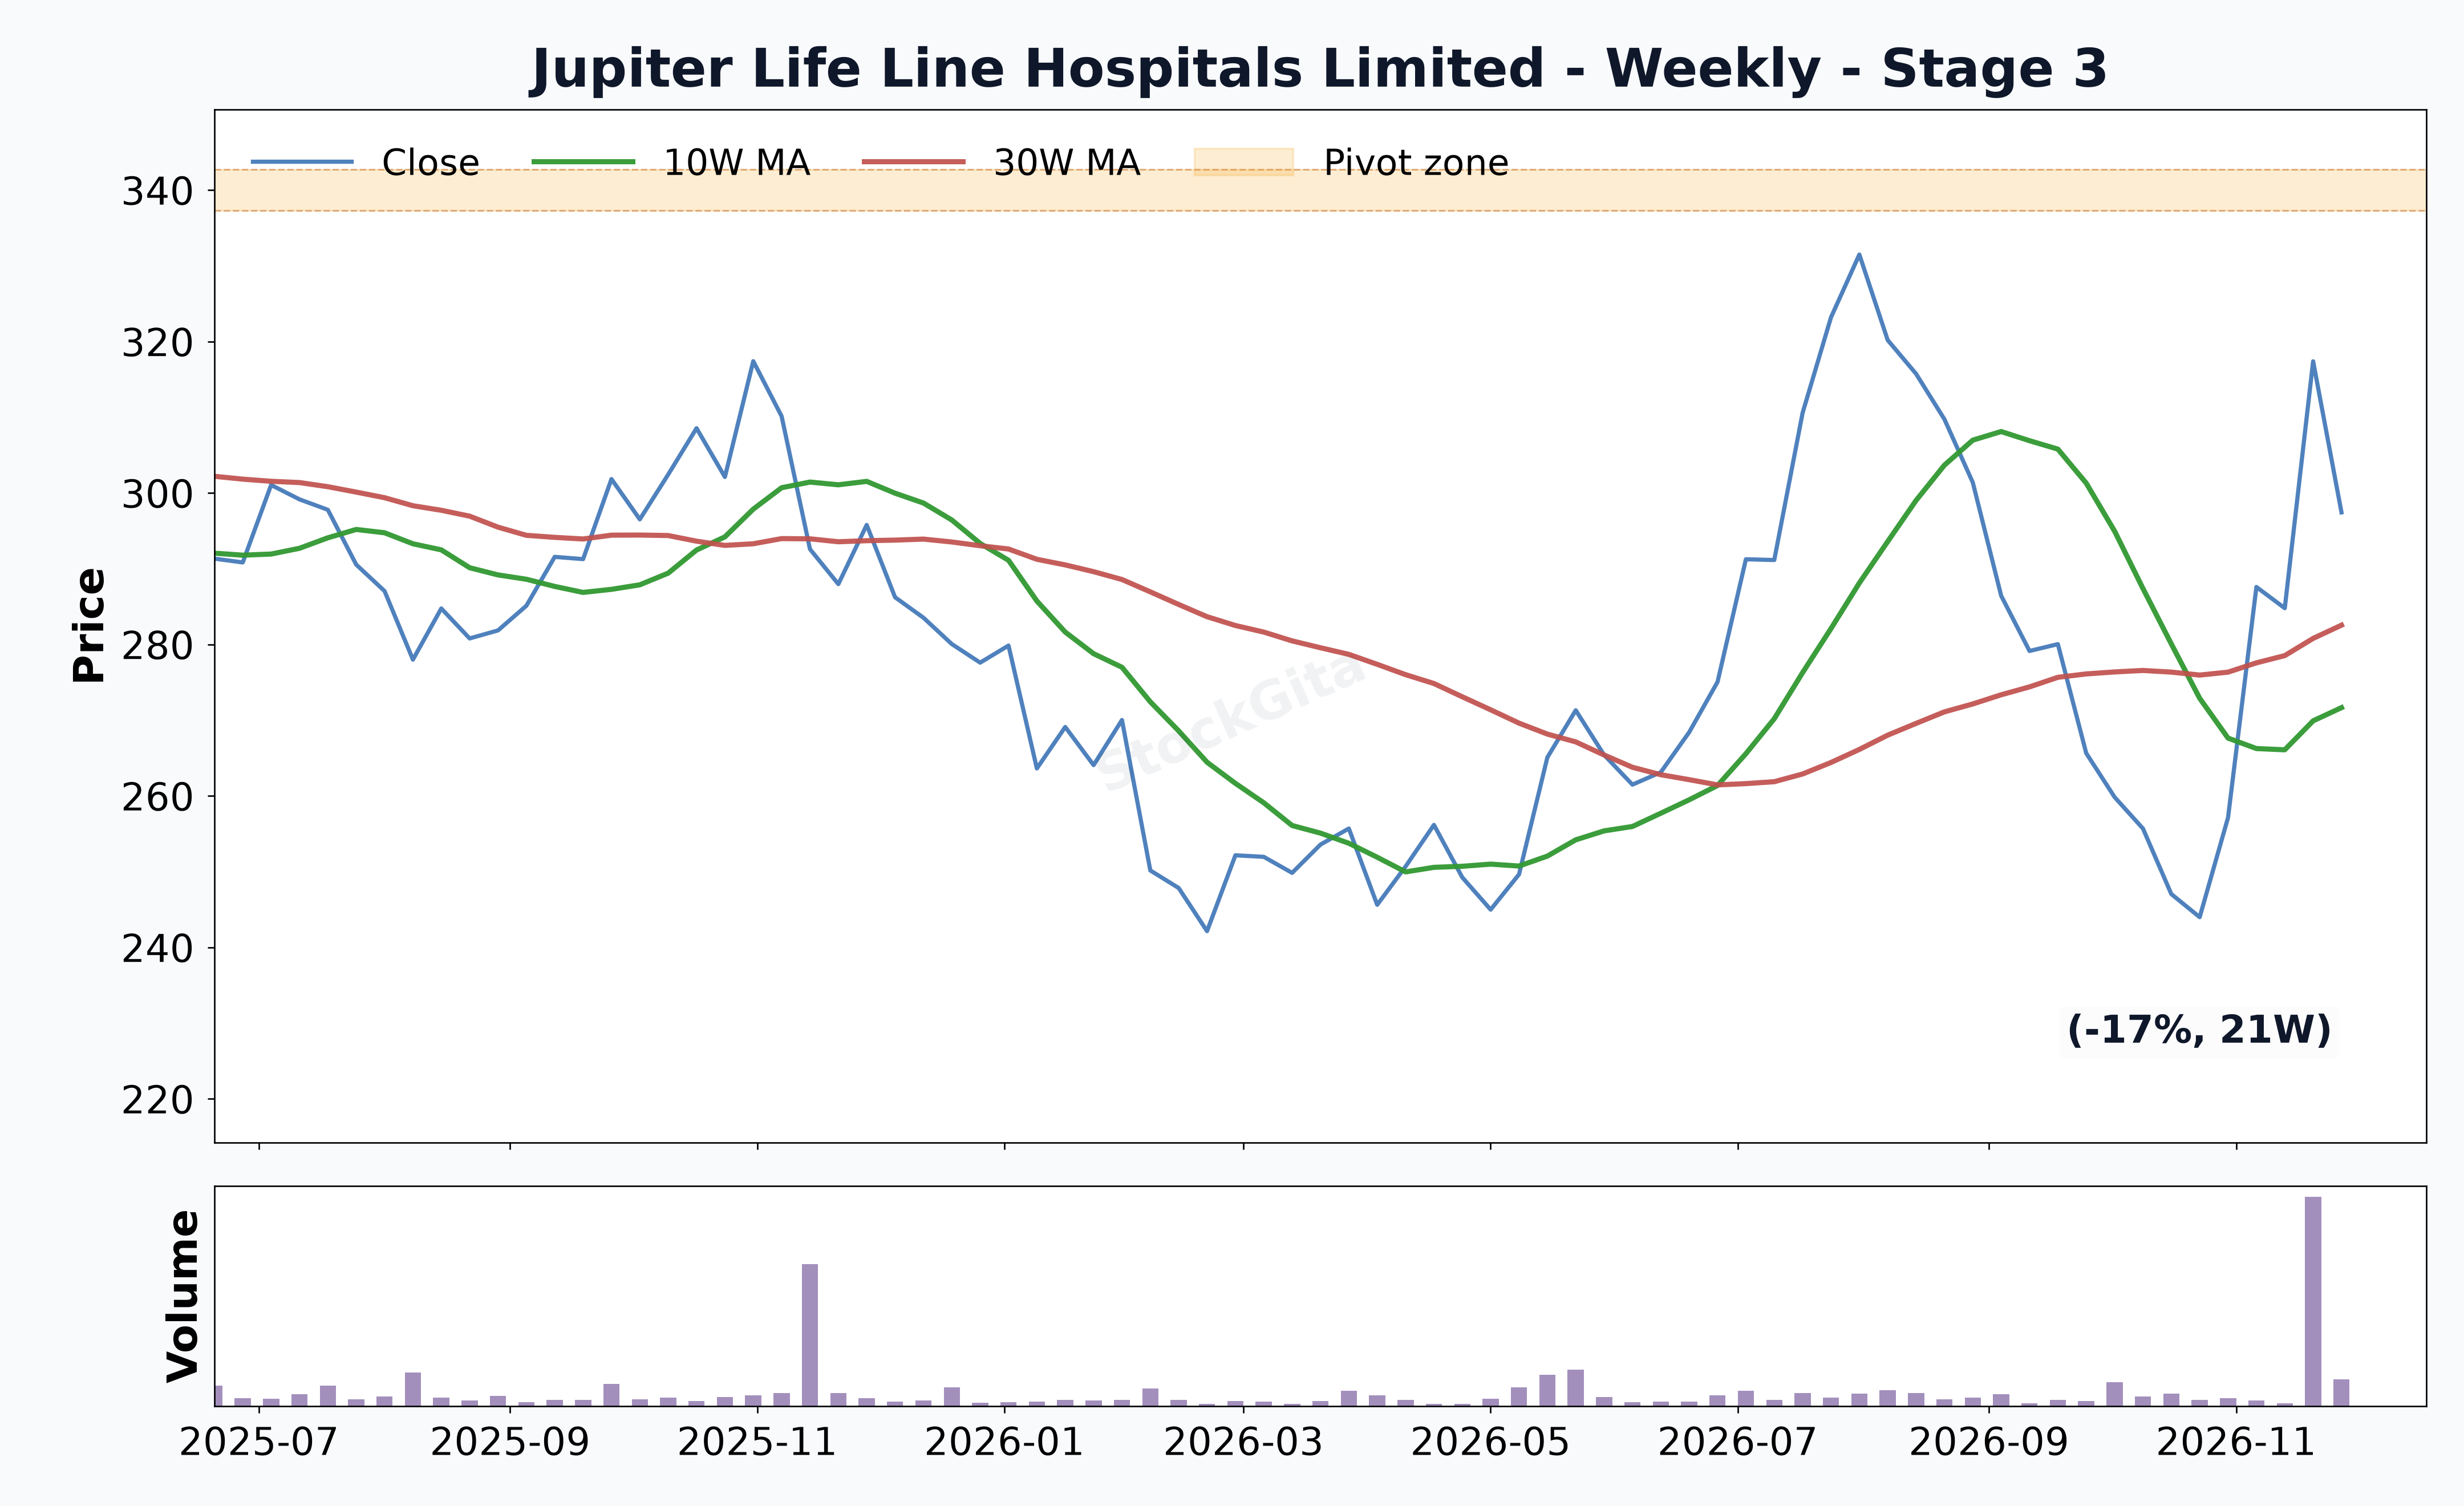 Jupiter Life Line Hospitals Limited - Weekly - Stage 3
Close 10W MA 30W MA Pivot zone
340
320
300
280
260
240
220
Price
StockGita
(-17%, 21W)
Volume
2025-07 2025-09 2025-11 2026-01 2026-03 2026-05 2026-07 2026-09 2026-11